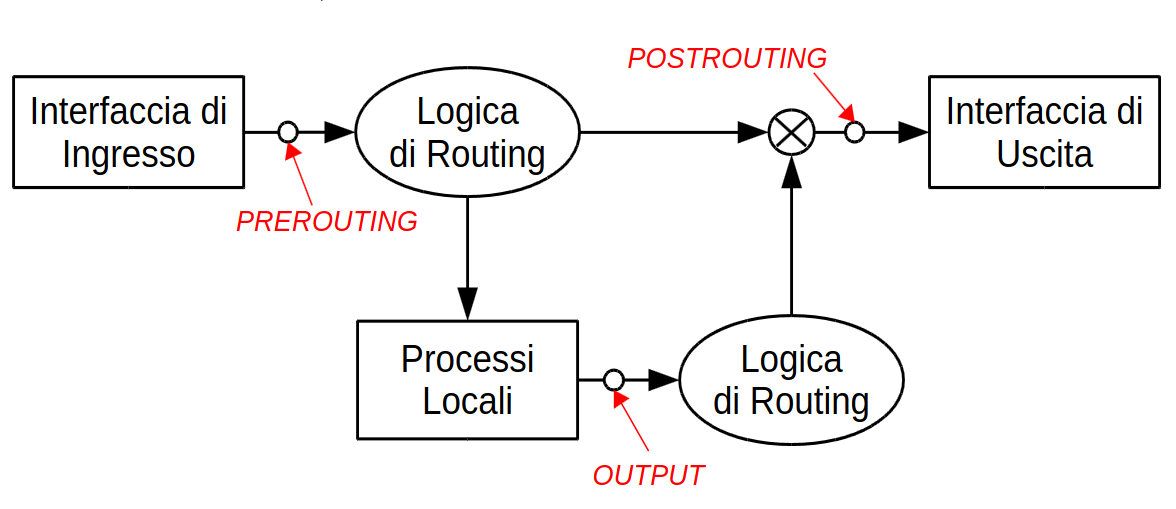 POSTROUTING
Interfaccia di
Ingresso
Logica
di Routing
Interfaccia di
Uscita
PREROUTING
Processi
Locali
Logica
di Routing
OUTPUT